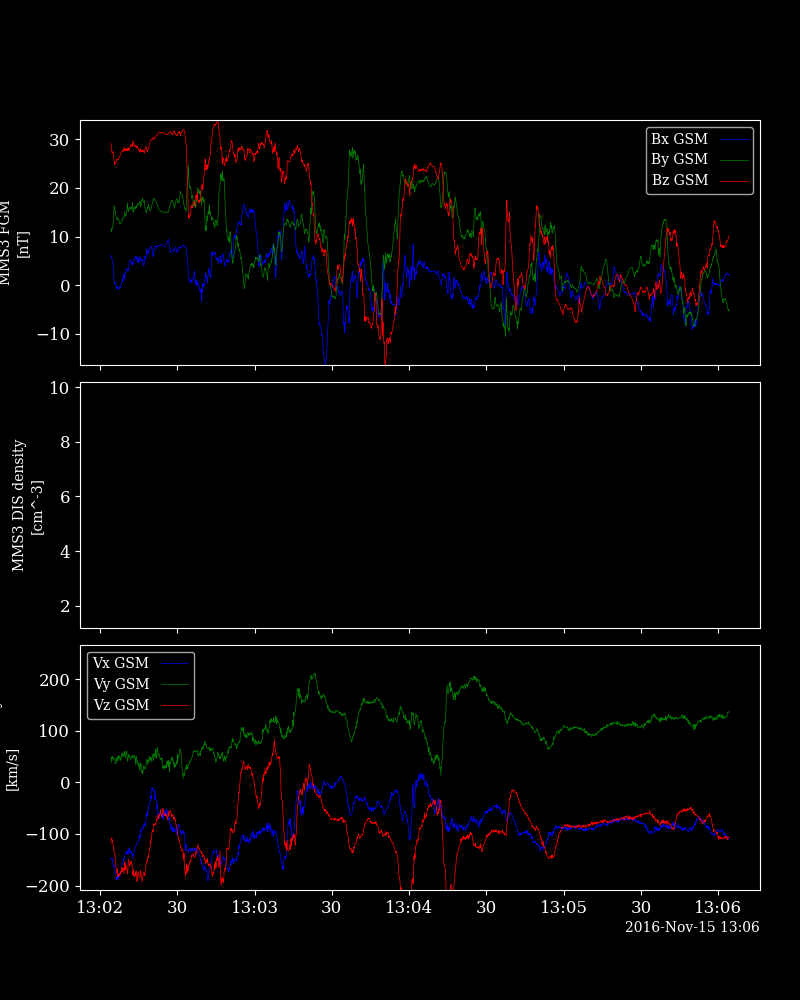 30
20
10
0
−10
MMS3 FGM
[nT]
Bx GSM
By GSM
Bz GSM
10
8
6
4
2
MMS3 DIS density
[cm^-3]
200
100
0
−100
−200
[km/s]
Vx GSM
Vy GSM
Vz GSM
13:02 30 13:03 30 13:04 30 13:05 30 13:06
2016-Nov-15 13:06